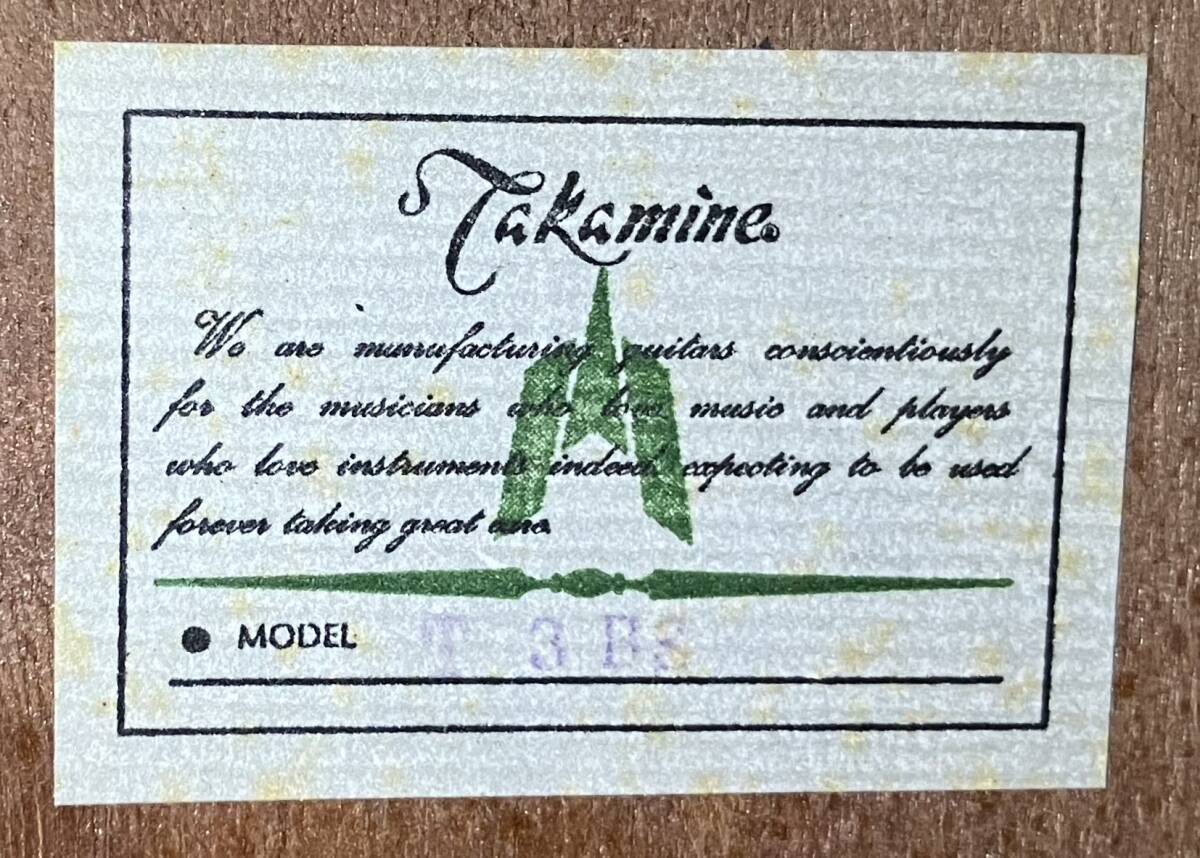 Takamine.
We are manufacturing guitars conscientiously
for the musicians who love music and players
who love instruments indeed expecting to be used
forever taking great care.
● MODEL T 3 B